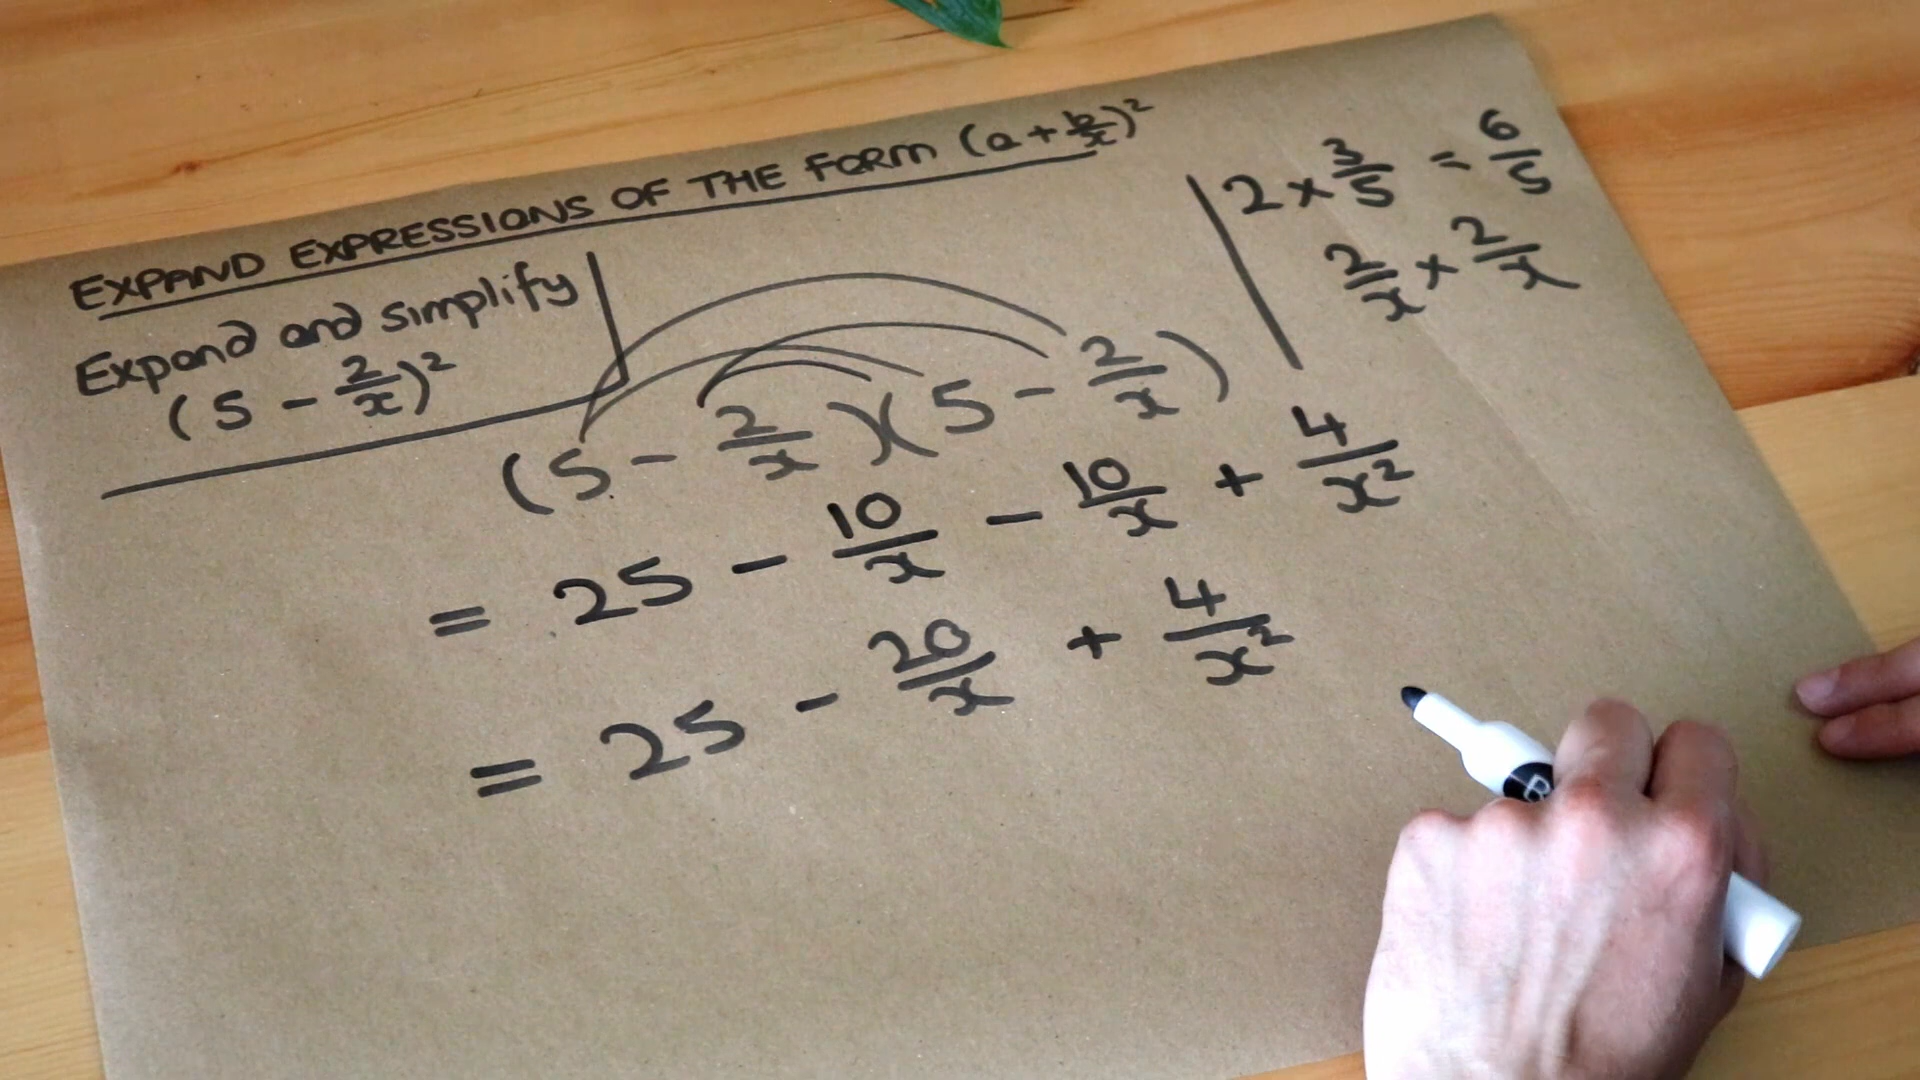 EXPAND EXPRESSIONS OF THE FORM (a + b/x)²
Expand and simplify
(5 - 2/x)²
2 × 3/5 = 6/5
2/x × 2/x
(5 - 2/x)(5 - 2/x)
= 25 - 10/x - 10/x + 4/x²
= 25 - 20/x + 4/x²